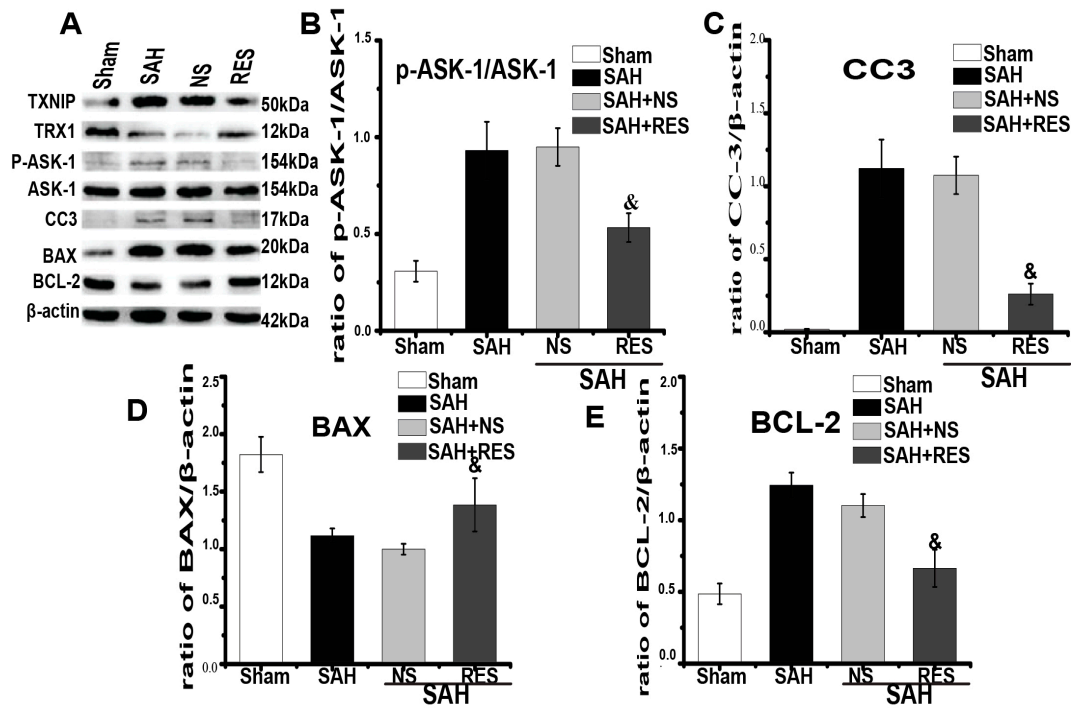 A
Sham SAH NS RES
TXNIP 50kDa
TRX1 12kDa
P-ASK-1 154kDa
ASK-1 154kDa
CC3 17kDa
BAX 20kDa
BCL-2 12kDa
β-actin 42kDa
B
ratio of p-ASK-1/ASK-1
p-ASK-1/ASK-1
Sham
SAH
SAH+NS
SAH+RES
1.5
1.0
0.5
0.0
&
Sham SAH NS RES
SAH
C
ratio of CC-3/β-actin
CC3
Sham
SAH
SAH+NS
SAH+RES
2.0
1.5
1.0
0.5
0.0
&
Sham SAH NS RES
SAH
D
ratio of BAX/β-actin
BAX
Sham
SAH
SAH+NS
SAH+RES
2.5
2.0
1.5
1.0
0.5
0.0
&
Sham SAH NS RES
SAH
E
ratio of BCL-2/β-actin
BCL-2
Sham
SAH
SAH+NS
SAH+RES
2.0
1.5
1.0
0.5
0.0
&
Sham SAH NS RES
SAH